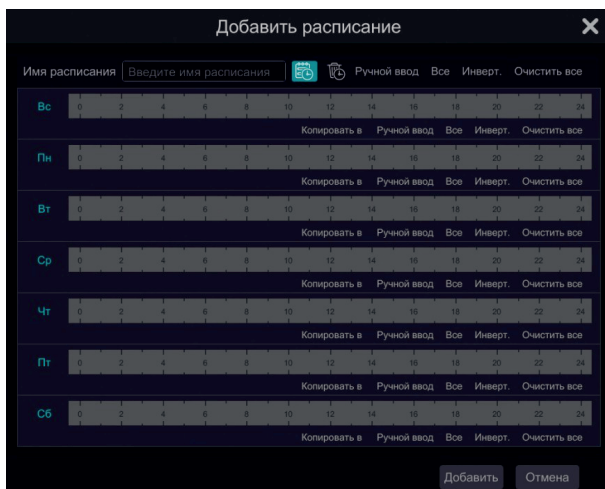 Добавить расписание
Имя расписания Введите имя расписания Ручной ввод Все Инверт. Очистить все
Вс 0 2 4 6 8 10 12 14 16 18 20 22 24
Копировать в Ручной ввод Все Инверт. Очистить все
Пн 0 2 4 6 8 10 12 14 16 18 20 22 24
Копировать в Ручной ввод Все Инверт. Очистить все
Вт 0 2 4 6 8 10 12 14 16 18 20 22 24
Копировать в Ручной ввод Все Инверт. Очистить все
Ср 0 2 4 6 8 10 12 14 16 18 20 22 24
Копировать в Ручной ввод Все Инверт. Очистить все
Чт 0 2 4 6 8 10 12 14 16 18 20 22 24
Копировать в Ручной ввод Все Инверт. Очистить все
Пт 0 2 4 6 8 10 12 14 16 18 20 22 24
Копировать в Ручной ввод Все Инверт. Очистить все
Сб 0 2 4 6 8 10 12 14 16 18 20 22 24
Копировать в Ручной ввод Все Инверт. Очистить все
Добавить Отмена